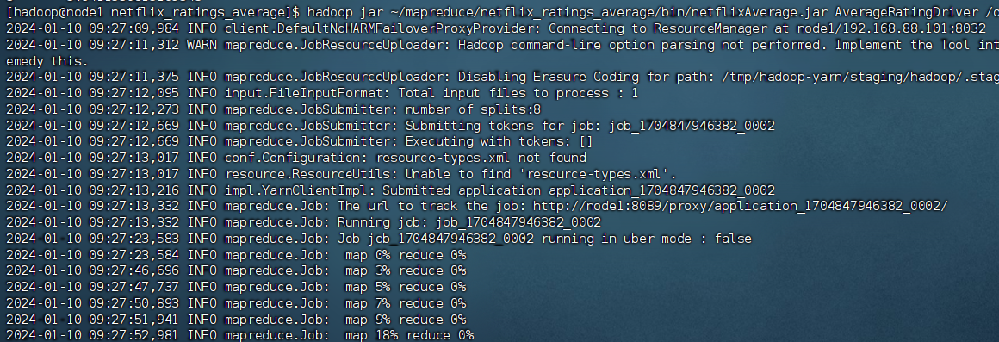 [hadoop@node1 netflix_ratings_average]$ hadoop jar ~/mapreduce/netflix_ratings_average/bin/netflixAverage.jar AverageRatingDriver
2024-01-10 09:27:09,984 INFO client.DefaultNoHARMFailoverProxyProvider: Connecting to ResourceManager at node1/192.168.88.101:8032
2024-01-10 09:27:11,312 WARN mapreduce.JobResourceUploader: Hadoop command-line option parsing not performed. Implement the Tool int
emedy this.
2024-01-10 09:27:11,375 INFO mapreduce.JobResourceUploader: Disabling Erasure Coding for path: /tmp/hadoop-yarn/staging/hadoop/.stag
2024-01-10 09:27:12,095 INFO input.FileInputFormat: Total input files to process : 1
2024-01-10 09:27:12,273 INFO mapreduce.JobSubmitter: number of splits:8
2024-01-10 09:27:12,669 INFO mapreduce.JobSubmitter: Submitting tokens for job: job_1704847946382_0002
2024-01-10 09:27:12,669 INFO mapreduce.JobSubmitter: Executing with tokens: []
2024-01-10 09:27:13,017 INFO conf.Configuration: resource-types.xml not found
2024-01-10 09:27:13,017 INFO resource.ResourceUtils: Unable to find 'resource-types.xml'.
2024-01-10 09:27:13,216 INFO impl.YarnClientImpl: Submitted application application_1704847946382_0002
2024-01-10 09:27:13,332 INFO mapreduce.Job: The url to track the job: http://node1:8089/proxy/application_1704847946382_0002/
2024-01-10 09:27:13,332 INFO mapreduce.Job: Running job: job_1704847946382_0002
2024-01-10 09:27:23,583 INFO mapreduce.Job: Job job_1704847946382_0002 running in uber mode : false
2024-01-10 09:27:23,584 INFO mapreduce.Job:  map 0% reduce 0%
2024-01-10 09:27:46,696 INFO mapreduce.Job:  map 3% reduce 0%
2024-01-10 09:27:47,737 INFO mapreduce.Job:  map 5% reduce 0%
2024-01-10 09:27:50,893 INFO mapreduce.Job:  map 7% reduce 0%
2024-01-10 09:27:51,941 INFO mapreduce.Job:  map 9% reduce 0%
2024-01-10 09:27:52,981 INFO mapreduce.Job:  map 18% reduce 0%